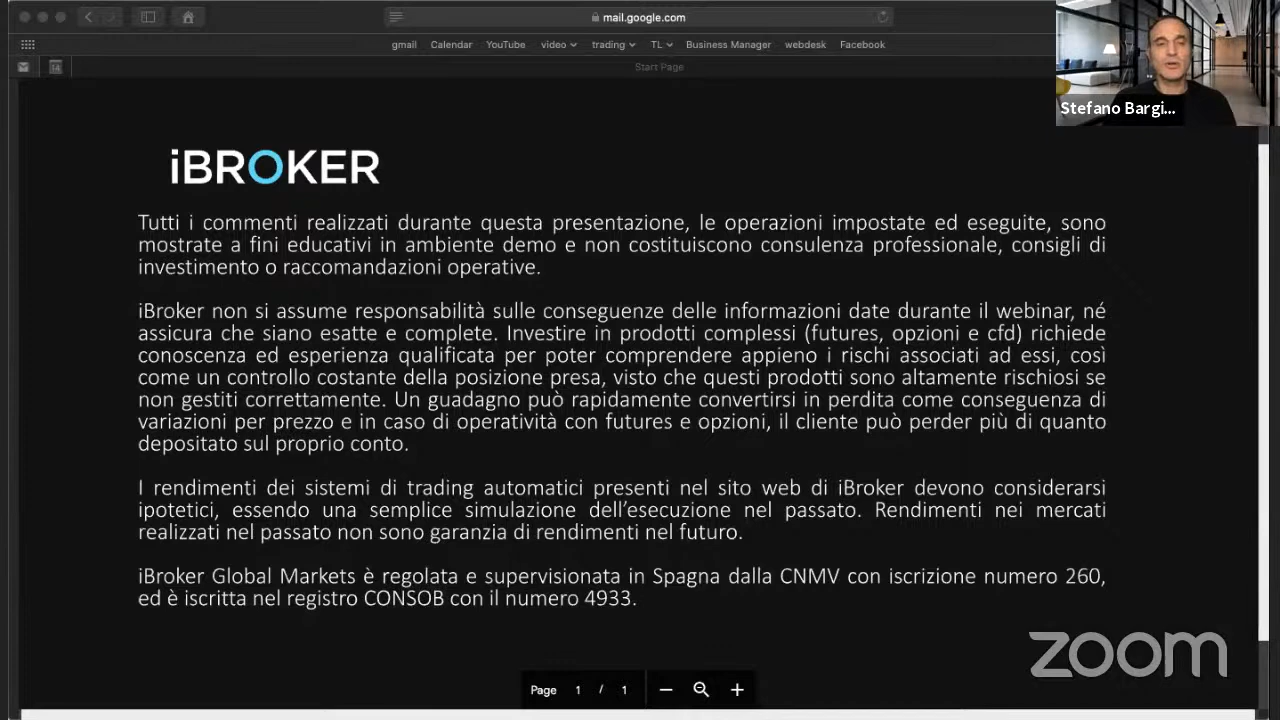 mail.google.com
gmail Calendar YouTube video trading TL Business Manager webdesk Facebook
Start Page
Stefano Bargi...
iBROKER
Tutti i commenti realizzati durante questa presentazione, le operazioni impostate ed eseguite, sono
mostrate a fini educativi in ambiente demo e non costituiscono consulenza professionale, consigli di
investimento o raccomandazioni operative.
iBroker non si assume responsabilità sulle conseguenze delle informazioni date durante il webinar, né
assicura che siano esatte e complete. Investire in prodotti complessi (futures, opzioni e cfd) richiede
conoscenza ed esperienza qualificata per poter comprendere appieno i rischi associati ad essi, così
come un controllo costante della posizione presa, visto che questi prodotti sono altamente rischiosi se
non gestiti correttamente. Un guadagno può rapidamente convertirsi in perdita come conseguenza di
variazioni per prezzo e in caso di operatività con futures e opzioni, il cliente può perder più di quanto
depositato sul proprio conto.
I rendimenti dei sistemi di trading automatici presenti nel sito web di iBroker devono considerarsi
ipotetici, essendo una semplice simulazione dell’esecuzione nel passato. Rendimenti nei mercati
realizzati nel passato non sono garanzia di rendimenti nel futuro.
iBroker Global Markets è regolata e supervisionata in Spagna dalla CNMV con iscrizione numero 260,
ed è iscritta nel registro CONSOB con il numero 4933.
zoom
Page 1 / 1